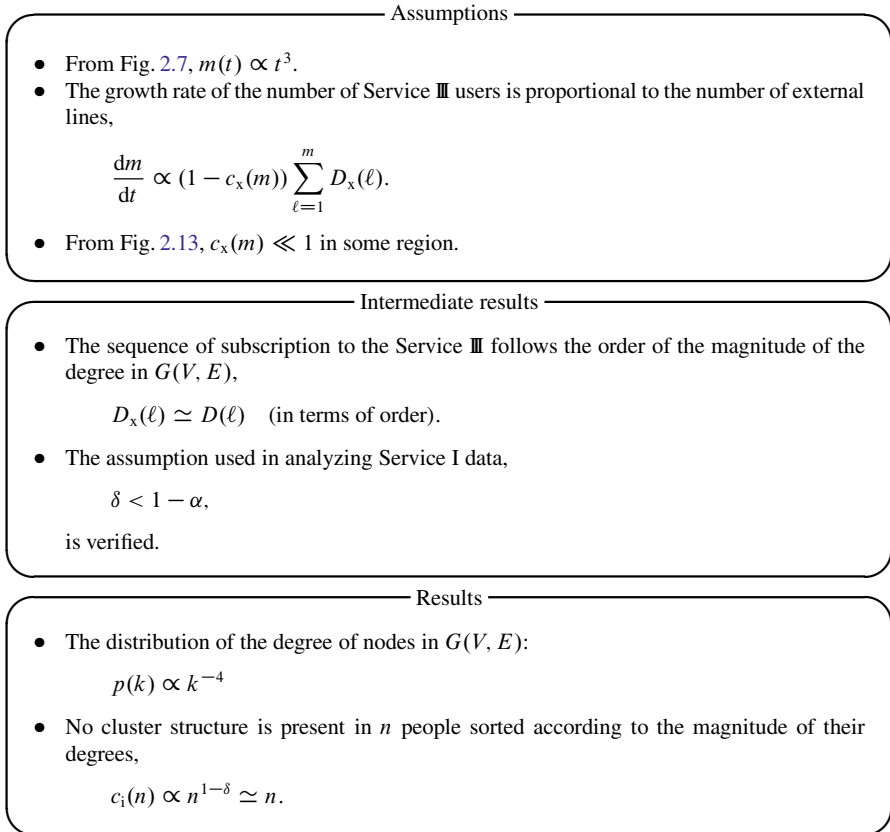 Assumptions
• From Fig. 2.7, m(t) ∝ t³.
• The growth rate of the number of Service III users is proportional to the number of external
lines,
dm/dt ∝ (1 − cₓ(m)) ∑_{ℓ=1}^{m} Dₓ(ℓ).
• From Fig. 2.13, cₓ(m) ≪ 1 in some region.
Intermediate results
• The sequence of subscription to the Service III follows the order of the magnitude of the
degree in G(V, E),
Dₓ(ℓ) ≃ D(ℓ) (in terms of order).
• The assumption used in analyzing Service I data,
δ < 1 − α,
is verified.
Results
• The distribution of the degree of nodes in G(V, E):
p(k) ∝ k⁻⁴
• No cluster structure is present in n people sorted according to the magnitude of their
degrees,
cᵢ(n) ∝ n^{1−δ} ≃ n.